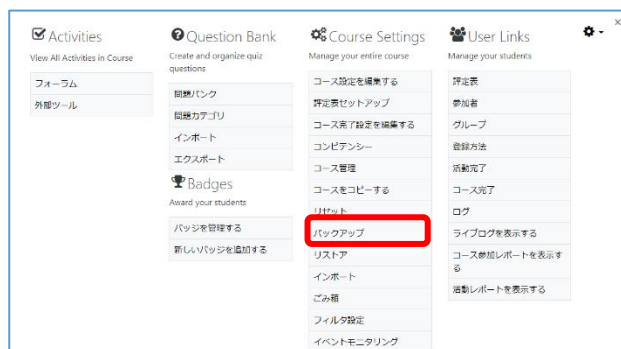 Activities
View All Activities in Course
フォーラム
外部ツール
Question Bank
Create and organize quiz
questions
問題バンク
問題カテゴリ
インポート
エクスポート
Badges
Award your students
バッジを管理する
新しいバッジを追加する
Course Settings
Manage your entire course
コース設定を編集する
評定表セットアップ
コース完了設定を編集する
コンピテンシー
コース管理
コースをコピーする
リセット
バックアップ
リストア
インポート
ごみ箱
フィルタ設定
イベントモニタリング
User Links
Manage your students
評定表
参加者
グループ
登録方法
活動完了
コース完了
ログ
ライブログを表示する
コース参加レポートを表示す
る
活動レポートを表示する